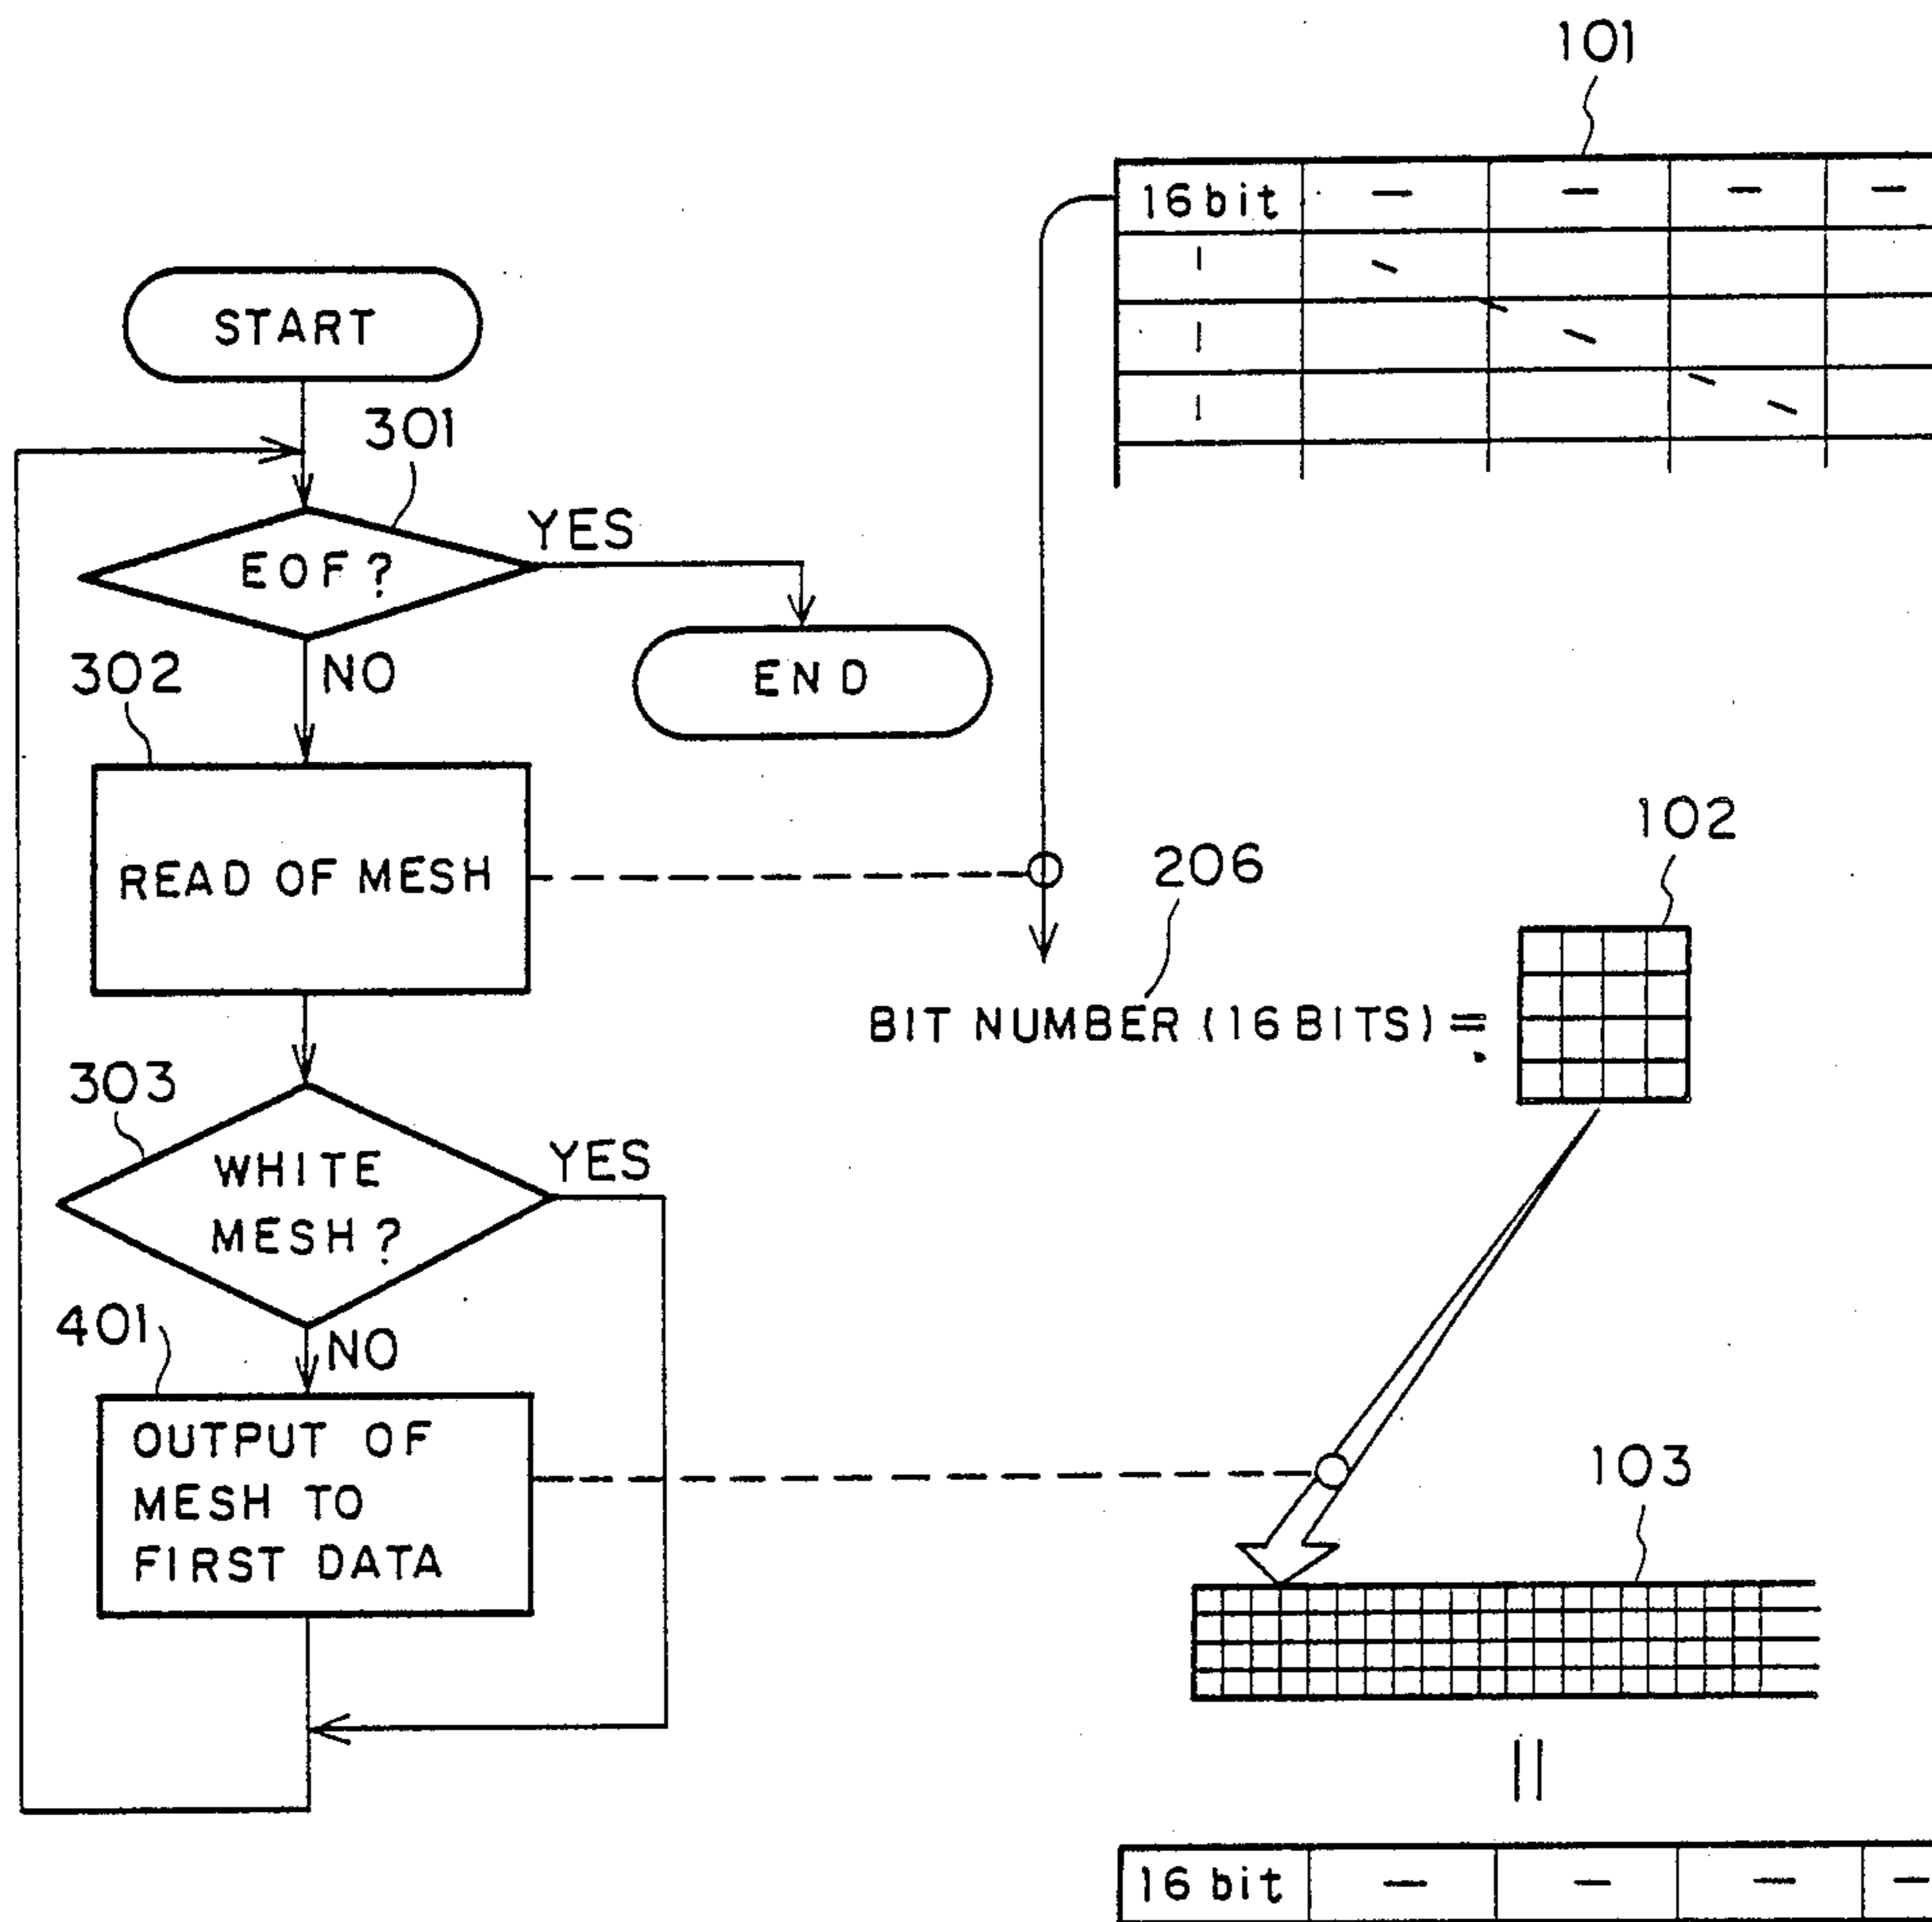 101
16bit
START
301
EOF?
YES
NO
END
302
READ OF MESH
102
206
BIT NUMBER (16 BITS) =
303
WHITE
MESH?
YES
NO
401
OUTPUT OF
MESH TO
FIRST DATA
103
16 bit